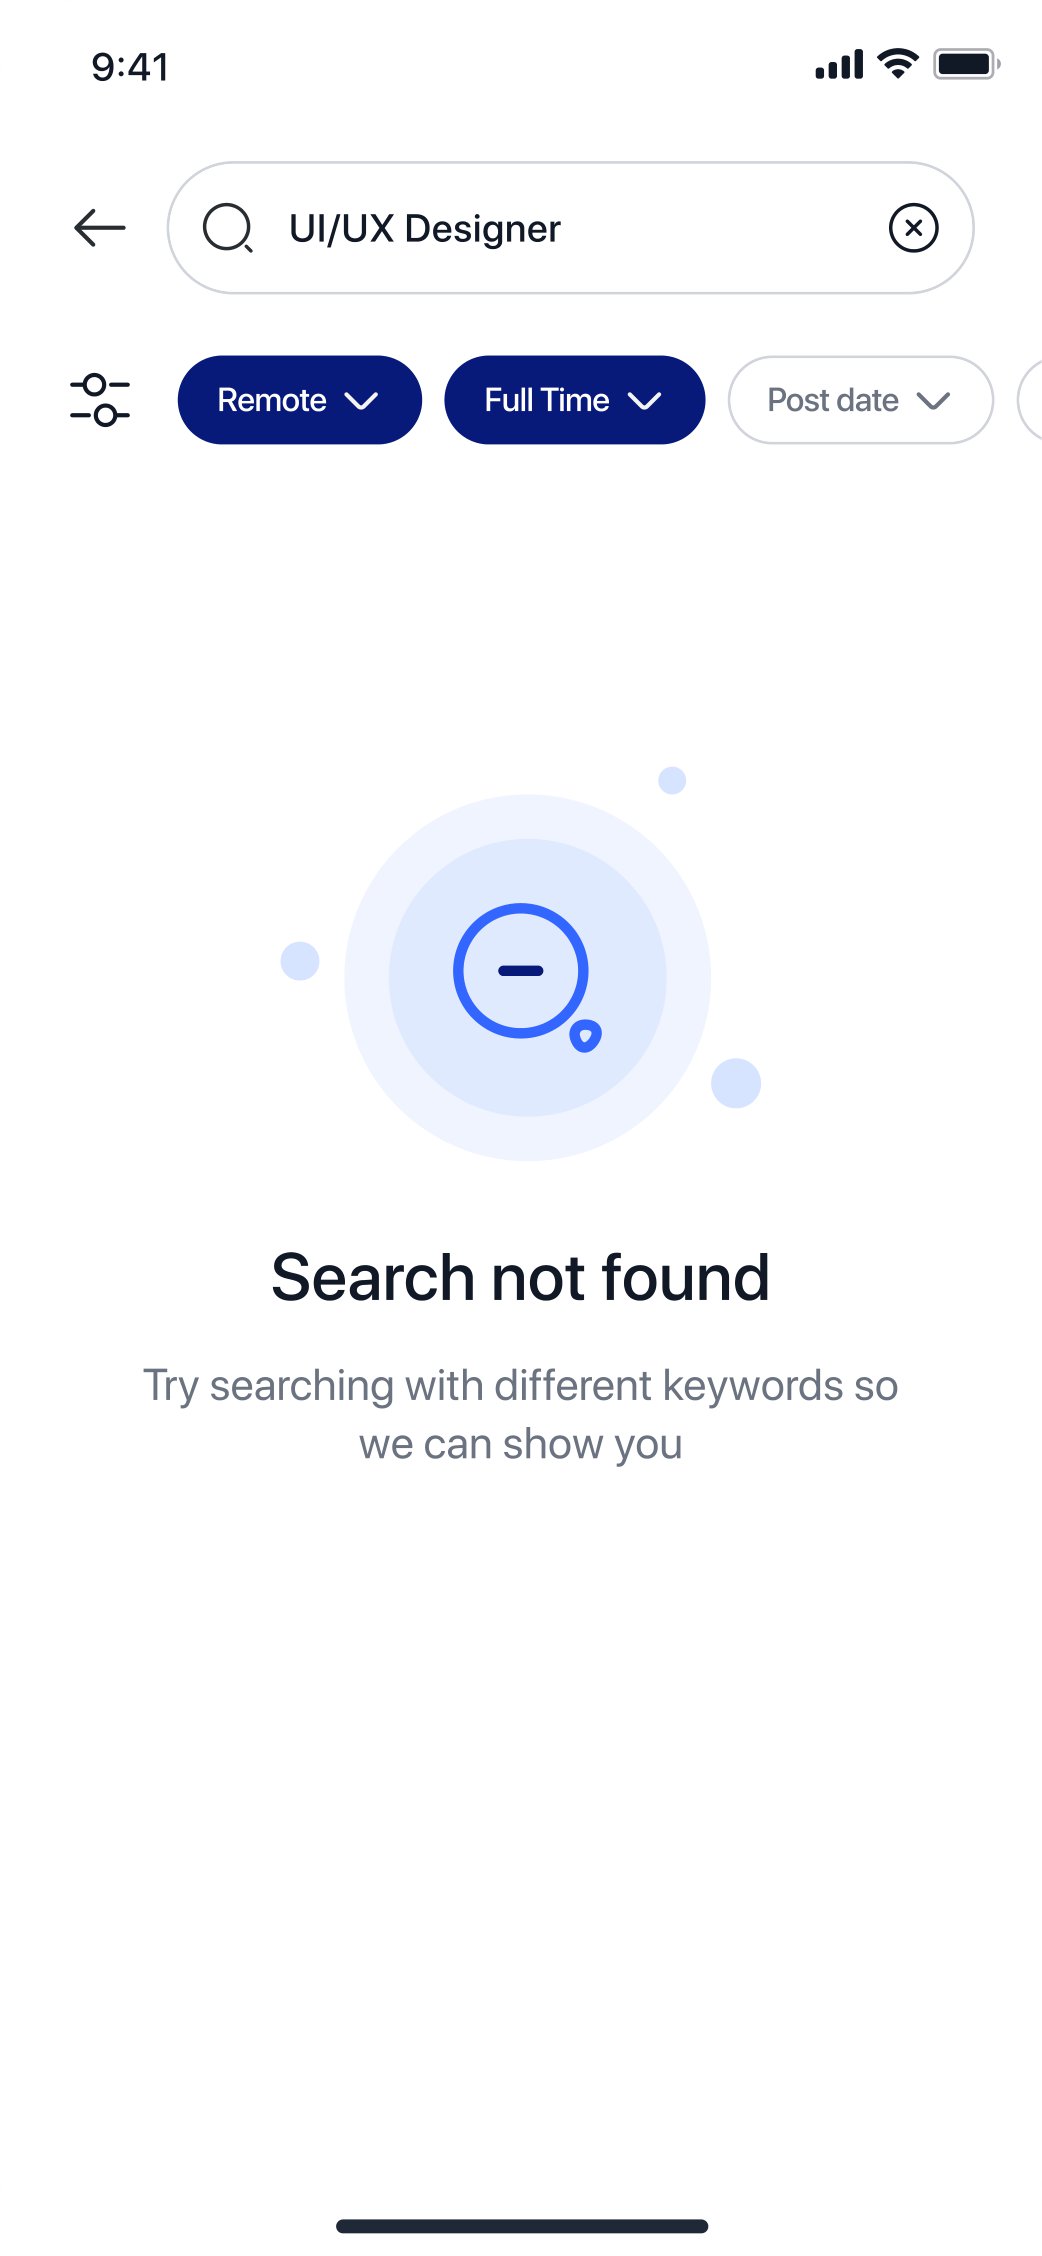 9:41
UI/UX Designer
Remote
Full Time
Post date
Search not found
Try searching with different keywords so
we can show you